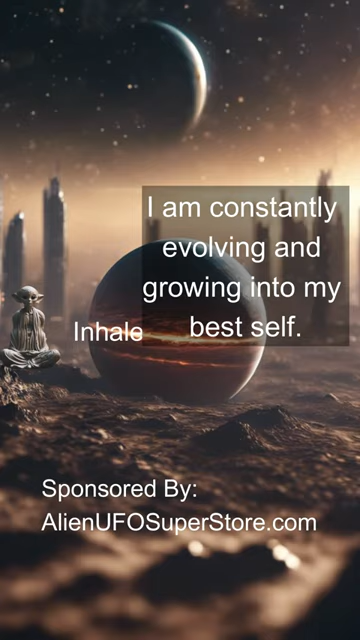 I am constantly
evolving and
growing into my
best self.
Inhale
Sponsored By:
AlienUFOSuperStore.com